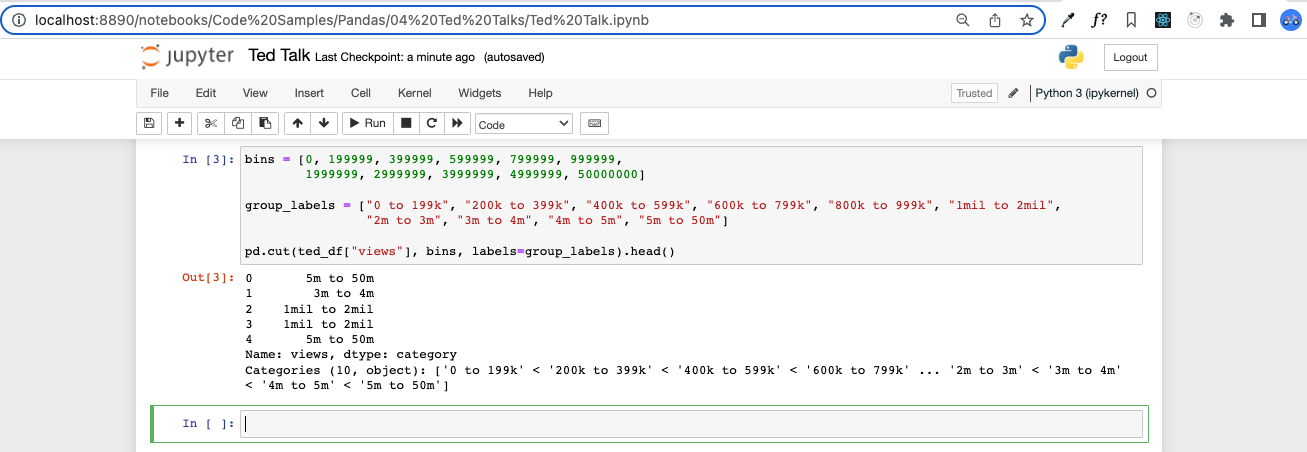 localhost:8890/notebooks/Code%20Samples/Pandas/04%20Ted%20Talks/Ted%20Talk.ipynb
f?
jupyter Ted Talk Last Checkpoint: a minute ago (autosaved)
Logout
File Edit View Insert Cell Kernel Widgets Help
Trusted Python 3 (ipykernel)
Run Code
In [3]: bins = [0, 199999, 399999, 599999, 799999, 999999,
1999999, 2999999, 3999999, 4999999, 50000000]
group_labels = ["0 to 199k", "200k to 399k", "400k to 599k", "600k to 799k", "800k to 999k", "1mil to 2mil",
"2m to 3m", "3m to 4m", "4m to 5m", "5m to 50m"]
pd.cut(ted_df["views"], bins, labels=group_labels).head()
Out[3]: 0 5m to 50m
1 3m to 4m
2 1mil to 2mil
3 1mil to 2mil
4 5m to 50m
Name: views, dtype: category
Categories (10, object): ['0 to 199k' < '200k to 399k' < '400k to 599k' < '600k to 799k' ... '2m to 3m' < '3m to 4m'
< '4m to 5m' < '5m to 50m']
In [ ]: